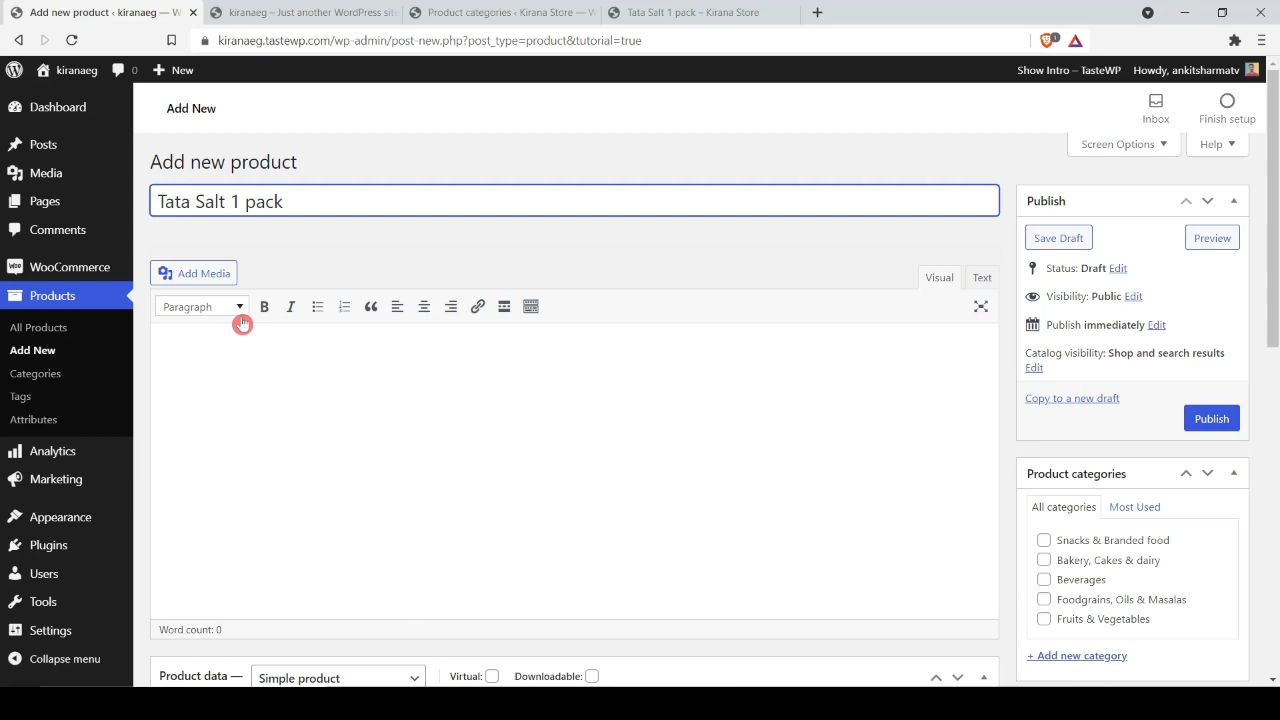 Add new product ‹ kiranaeg — W
kiranaeg – Just another WordPress sit
Product categories ‹ Kirana Store — W
Tata Salt 1 pack – Kirana Store
kiranaeg.tastewp.com/wp-admin/post-new.php?post_type=product&tutorial=true
1
kiranaeg
0
New
Show Intro – TasteWP
Howdy, ankitsharmatv
Dashboard
Posts
Media
Pages
Comments
WooCommerce
Products
All Products
Add New
Categories
Tags
Attributes
Analytics
Marketing
Appearance
Plugins
Users
Tools
Settings
Collapse menu
Add New
Inbox
Finish setup
Screen Options
Help
Add new product
Tata Salt 1 pack
Add Media
Visual
Text
Paragraph
B
I
Word count: 0
Product data —
Simple product
Virtual:
Downloadable:
Publish
Save Draft
Preview
Status: Draft Edit
Visibility: Public Edit
Publish immediately Edit
Catalog visibility: Shop and search results
Edit
Copy to a new draft
Publish
Product categories
All categories
Most Used
Snacks & Branded food
Bakery, Cakes & dairy
Beverages
Foodgrains, Oils & Masalas
Fruits & Vegetables
+ Add new category